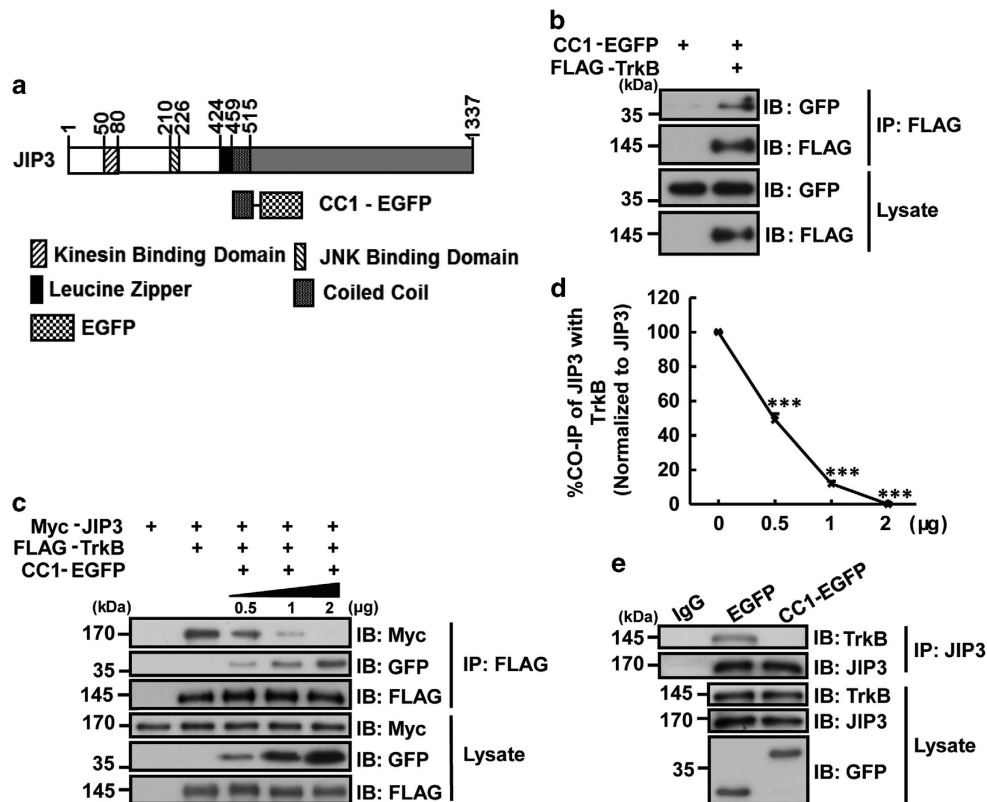 a
1
50
80
210
226
424
459
515
1337
JIP3
CC1 - EGFP
Kinesin Binding Domain
JNK Binding Domain
Leucine Zipper
Coiled Coil
EGFP
b
CC1-EGFP + +
FLAG-TrkB +
(kDa)
35 IB: GFP
145 IB: FLAG
IP: FLAG
35 IB: GFP
145 IB: FLAG
Lysate
c
Myc-JIP3 + + + + +
FLAG-TrkB + + + +
CC1-EGFP + + +
(kDa) 0.5 1 2 (µg)
170 IB: Myc
35 IB: GFP
145 IB: FLAG
IP: FLAG
170 IB: Myc
35 IB: GFP
145 IB: FLAG
Lysate
d
%CO-IP of JIP3 with
TrkB
(Normalized to JIP3)
120
100
80
60
40
20
0
***
***
***
0 0.5 1 2 (µg)
e
IgG
EGFP
CC1-EGFP
(kDa)
145 IB: TrkB
170 IB: JIP3
IP: JIP3
145 IB: TrkB
170 IB: JIP3
35 IB: GFP
Lysate